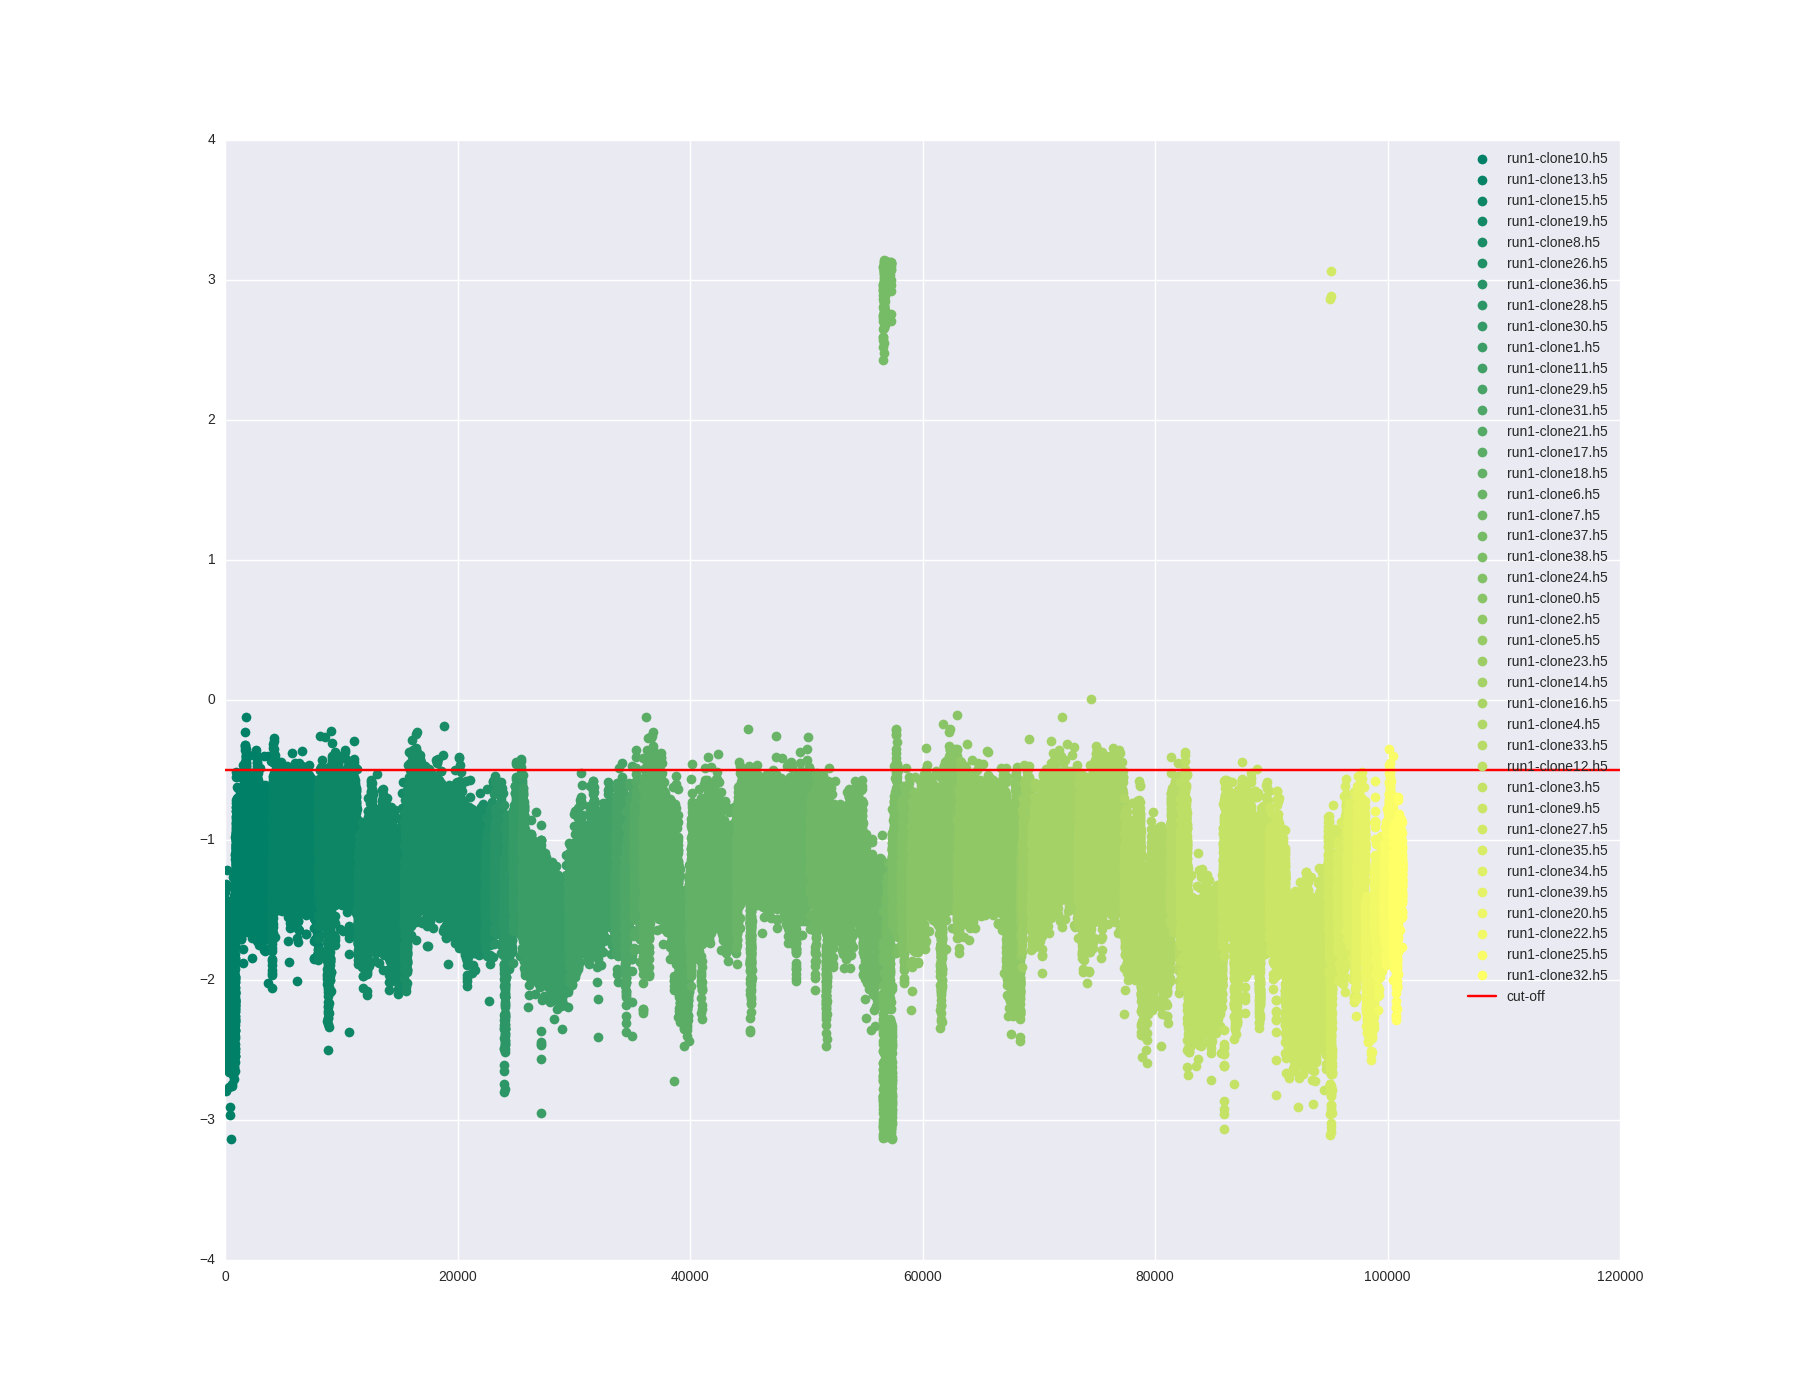 4
3
2
1
0
−1
−2
−3
−4
0
20000
40000
60000
80000
100000
120000
run1-clone10.h5
run1-clone13.h5
run1-clone15.h5
run1-clone19.h5
run1-clone8.h5
run1-clone26.h5
run1-clone36.h5
run1-clone28.h5
run1-clone30.h5
run1-clone1.h5
run1-clone11.h5
run1-clone29.h5
run1-clone31.h5
run1-clone21.h5
run1-clone17.h5
run1-clone18.h5
run1-clone6.h5
run1-clone7.h5
run1-clone37.h5
run1-clone38.h5
run1-clone24.h5
run1-clone0.h5
run1-clone2.h5
run1-clone5.h5
run1-clone23.h5
run1-clone14.h5
run1-clone16.h5
run1-clone4.h5
run1-clone33.h5
run1-clone12.h5
run1-clone3.h5
run1-clone9.h5
run1-clone27.h5
run1-clone35.h5
run1-clone34.h5
run1-clone39.h5
run1-clone20.h5
run1-clone22.h5
run1-clone25.h5
run1-clone32.h5
cut-off